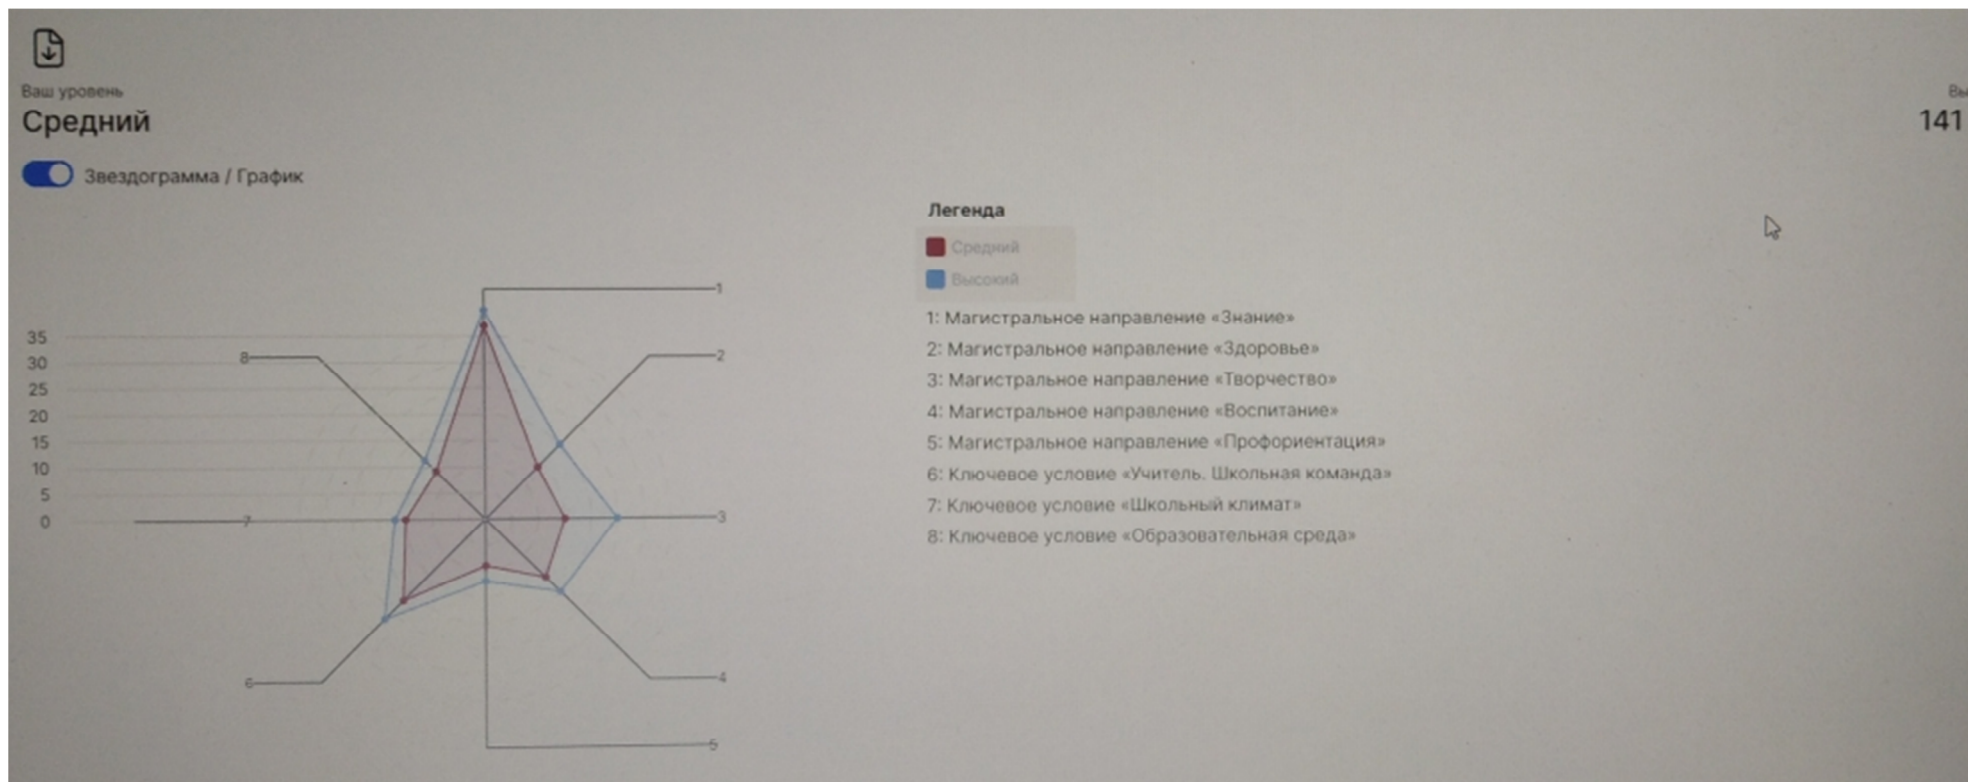 Ваш уровень
Средний
Вы
141
Звездограмма / График
Легенда
Средний
Высокий
1: Магистральное направление «Знание»
2: Магистральное направление «Здоровье»
3: Магистральное направление «Творчество»
4: Магистральное направление «Воспитание»
5: Магистральное направление «Профориентация»
6: Ключевое условие «Учитель. Школьная команда»
7: Ключевое условие «Школьный климат»
8: Ключевое условие «Образовательная среда»
35
30
25
20
15
10
5
0
1
2
3
4
5
6
7
8